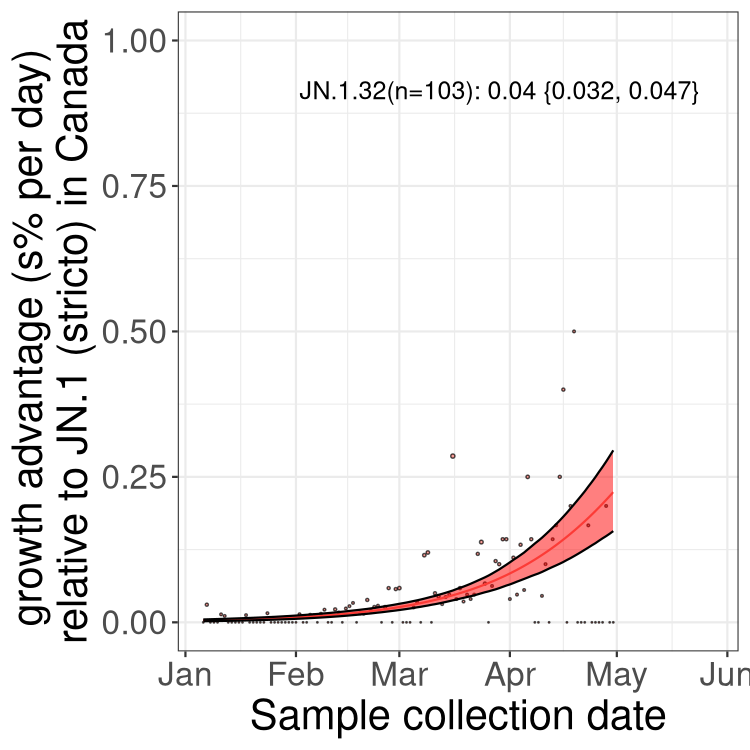 growth advantage (s% per day)
relative to JN.1 (stricto) in Canada
1.00
0.75
0.50
0.25
0.00
JN.1.32(n=103): 0.04 {0.032, 0.047}
Jan Feb Mar Apr May Jun
Sample collection date